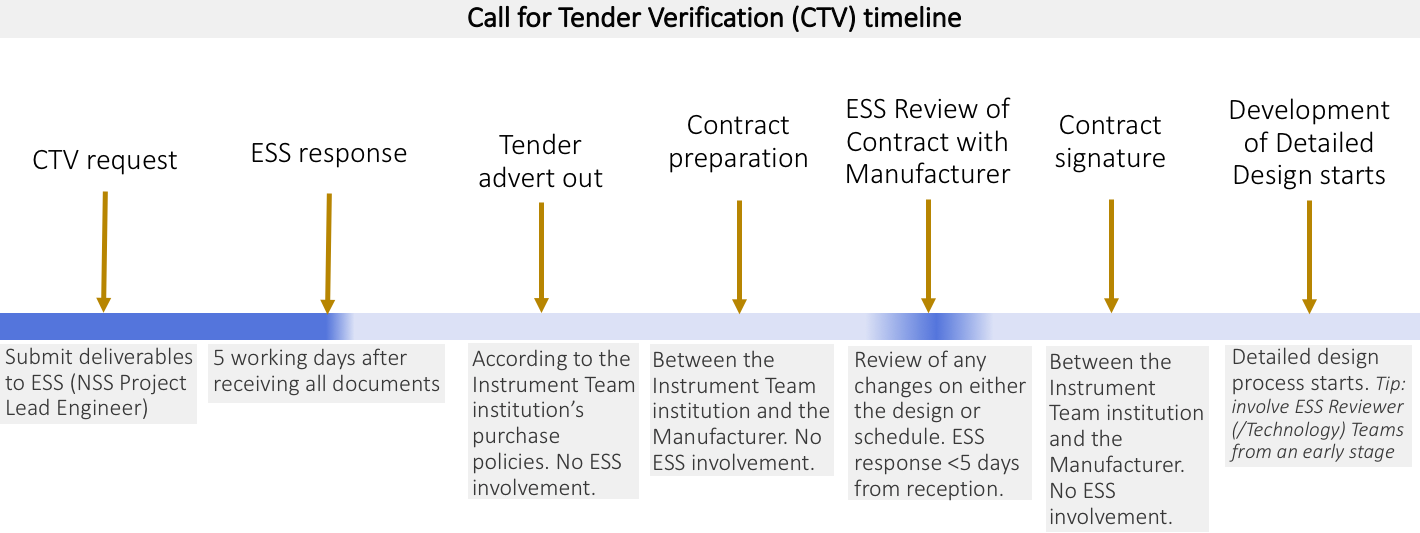 Call for Tender Verification (CTV) timeline
CTV request
ESS response
Tender
advert out
Contract
preparation
ESS Review of
Contract with
Manufacturer
Contract
signature
Development
of Detailed
Design starts
Submit deliverables
to ESS (NSS Project
Lead Engineer)
5 working days after
receiving all documents
According to the
Instrument Team
institution’s
purchase
policies. No ESS
involvement.
Between the
Instrument Team
institution and the
Manufacturer. No
ESS involvement.
Review of any
changes on either
the design or
schedule. ESS
response <5 days
from reception.
Between the
Instrument
Team institution
and the
Manufacturer.
No ESS
involvement.
Detailed design
process starts. Tip:
involve ESS Reviewer
(/Technology) Teams
from an early stage